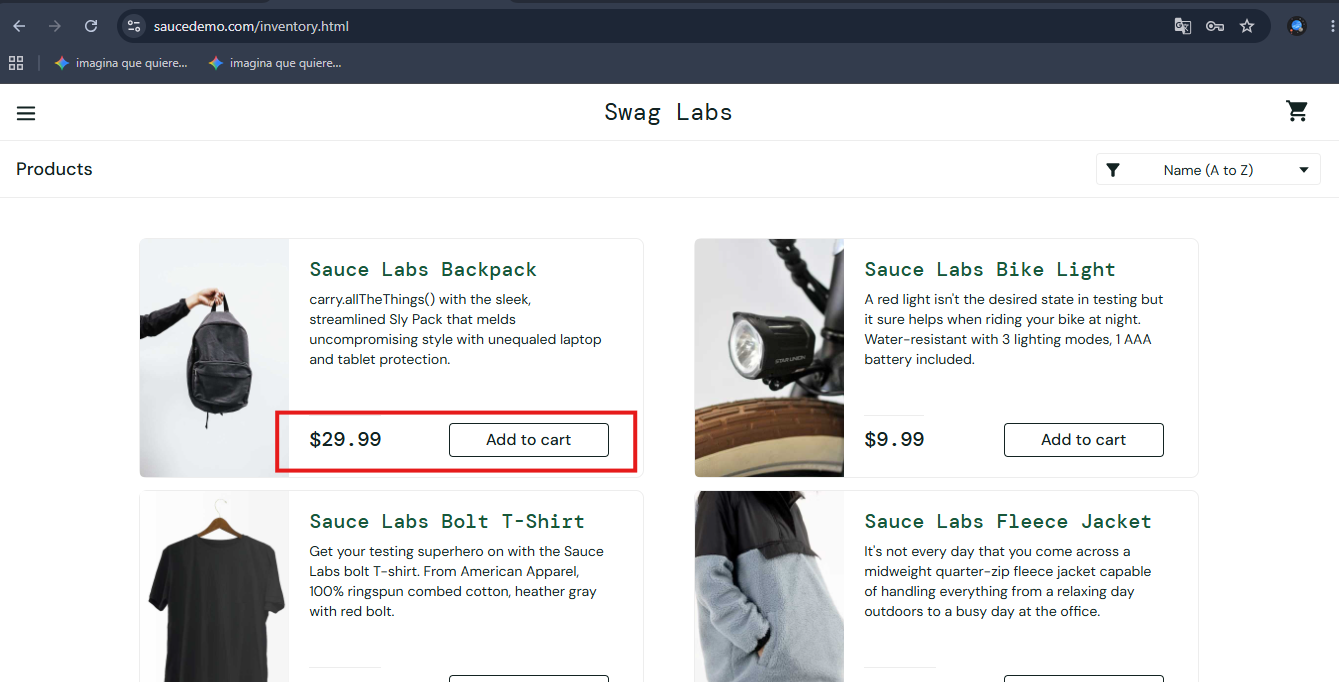 saucedemo.com/inventory.html
imagina que quiere...
imagina que quiere...
Swag Labs
Products
Name (A to Z)
Sauce Labs Backpack
carry.allTheThings() with the sleek,
streamlined Sly Pack that melds
uncompromising style with unequaled laptop
and tablet protection.
$29.99
Add to cart
Sauce Labs Bike Light
A red light isn't the desired state in testing but
it sure helps when riding your bike at night.
Water-resistant with 3 lighting modes, 1 AAA
battery included.
STAR UNION
$9.99
Add to cart
Sauce Labs Bolt T-Shirt
Get your testing superhero on with the Sauce
Labs bolt T-shirt. From American Apparel,
100% ringspun combed cotton, heather gray
with red bolt.
Sauce Labs Fleece Jacket
It's not every day that you come across a
midweight quarter-zip fleece jacket capable
of handling everything from a relaxing day
outdoors to a busy day at the office.